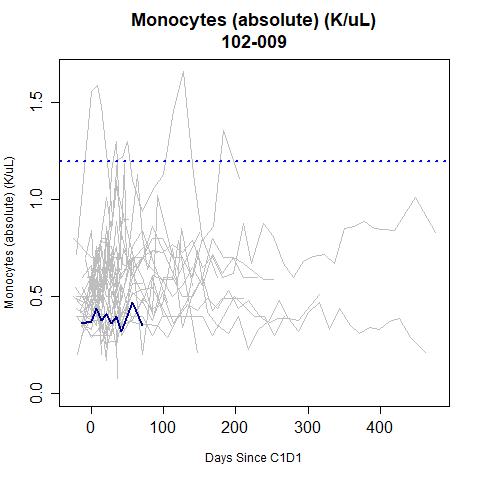 Monocytes (absolute) (K/uL)
102-009
Monocytes (absolute) (K/uL)
1.5
1.0
0.5
0.0
0 100 200 300 400
Days Since C1D1